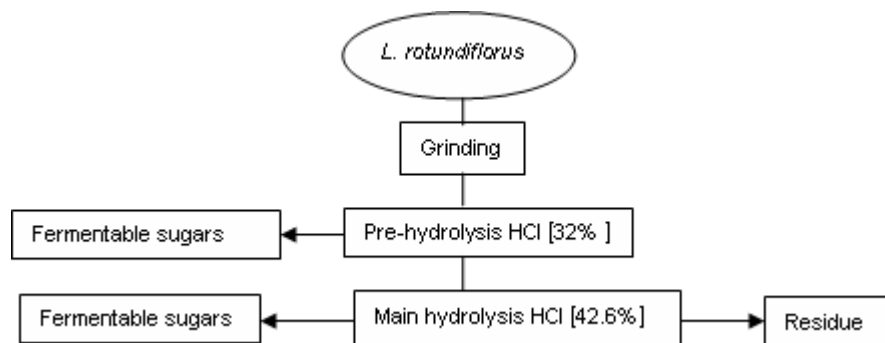 L. rotundiflorus
Grinding
Fermentable sugars
Pre-hydrolysis HCl [32% ]
Fermentable sugars
Main hydrolysis HCl [42.6%]
Residue